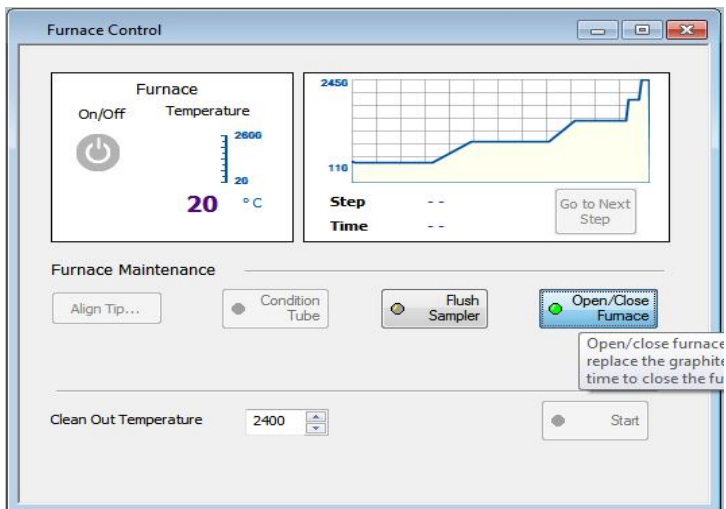 Furnace Control
Furnace
On/Off
Temperature
2600
20
20 °C
2450
110
Step - -
Time - -
Go to Next
Step
Furnace Maintenance
Align Tip...
Condition
Tube
Flush
Sampler
Open/Close
Furnace
Open/close furnace
replace the graphite
time to close the fu
Clean Out Temperature
2400
Start